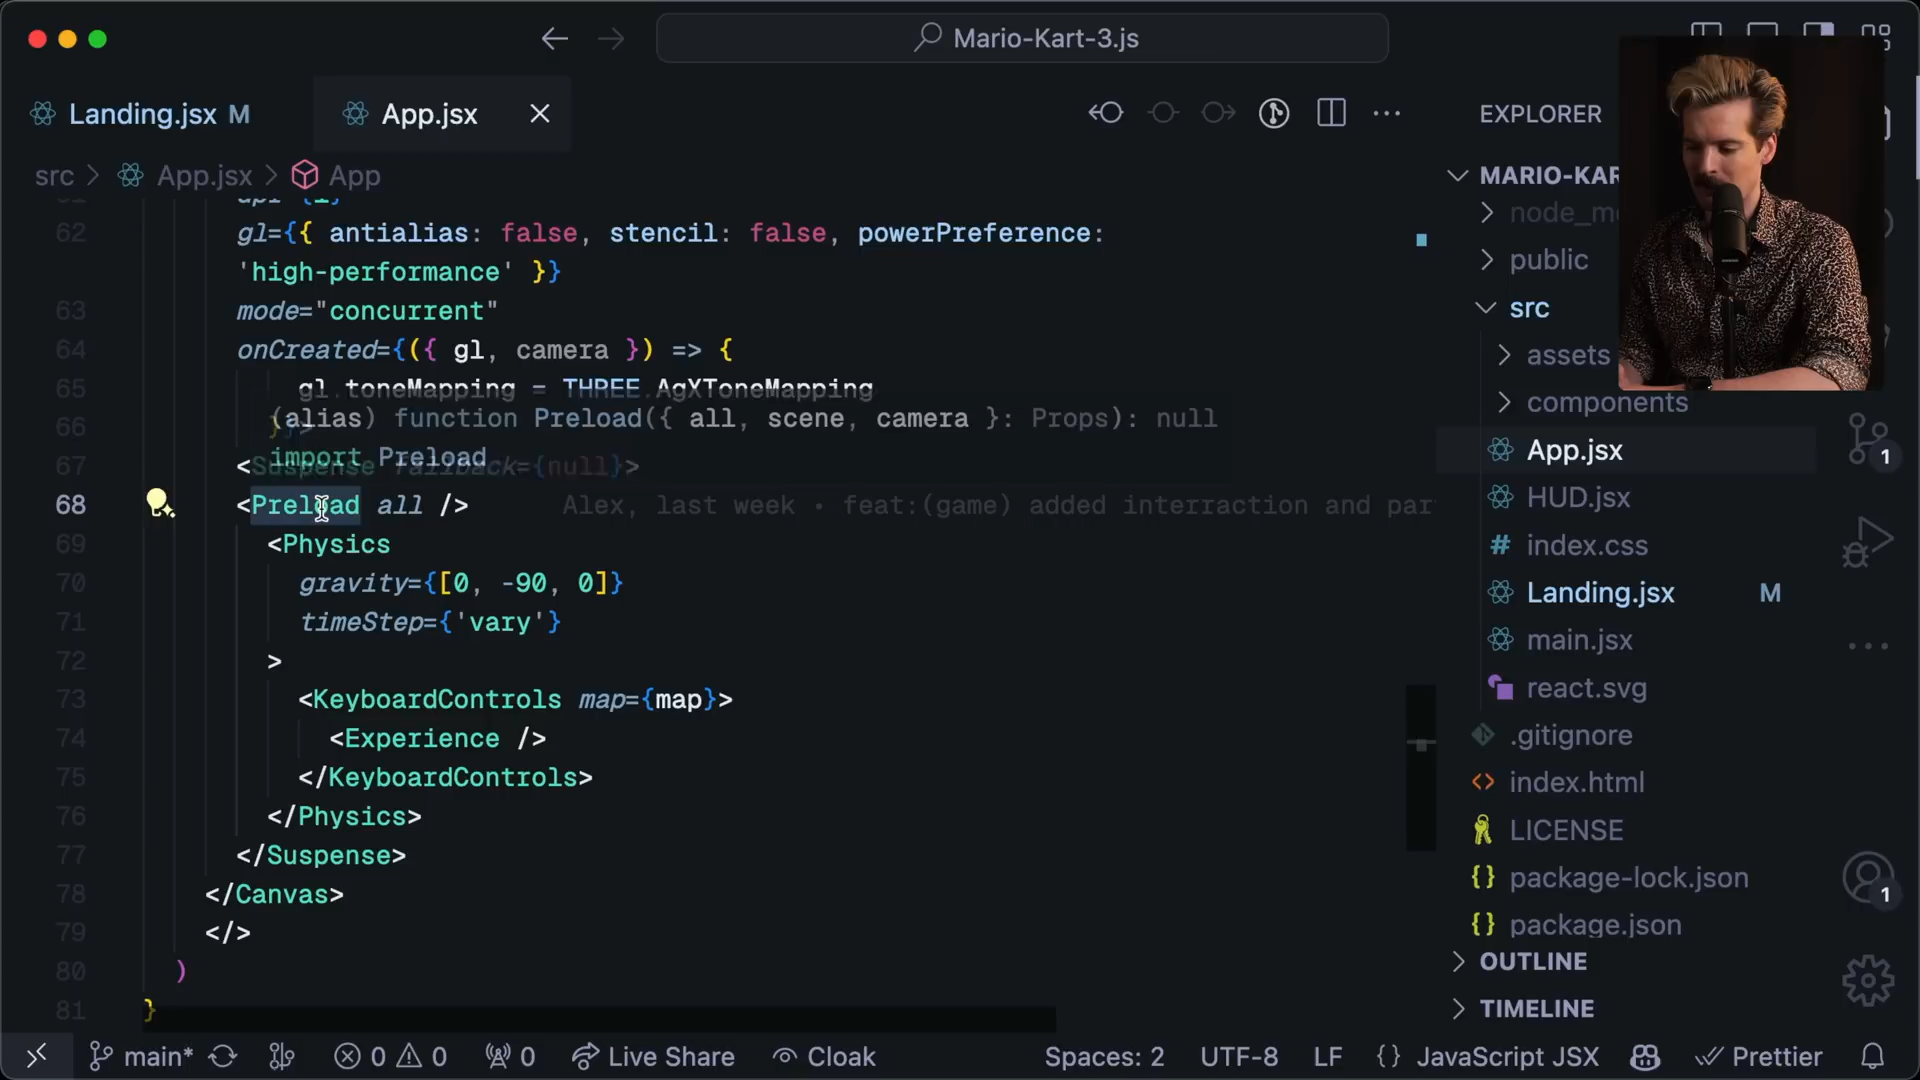 Mario-Kart-3.js
Landing.jsx M
App.jsx
EXPLORER
src > App.jsx > App
MARIO-KAR
62 gl={{ antialias: false, stencil: false, powerPreference:
'high-performance' }}
63 mode="concurrent"
64 onCreated={({ gl, camera }) => {
65 gl.toneMapping = THREE.AgXToneMapping
66
(alias) function Preload({ all, scene, camera }: Props): null
import Preload
67 <Suspense fallback={null}>
68 <Preload all /> Alex, last week • feat:(game) added interraction and par
69 <Physics
70 gravity={[0, -90, 0]}
71 timeStep={'vary'}
72 >
73 <KeyboardControls map={map}>
74 <Experience />
75 </KeyboardControls>
76 </Physics>
77 </Suspense>
78 </Canvas>
79 </>
80 )
81 }
node_m
public
src
assets
components
App.jsx
HUD.jsx
index.css
Landing.jsx M
main.jsx
react.svg
.gitignore
index.html
LICENSE
package-lock.json
package.json
OUTLINE
TIMELINE
1
1
main* 0 0 0 Live Share Cloak Spaces: 2 UTF-8 LF {} JavaScript JSX Prettier